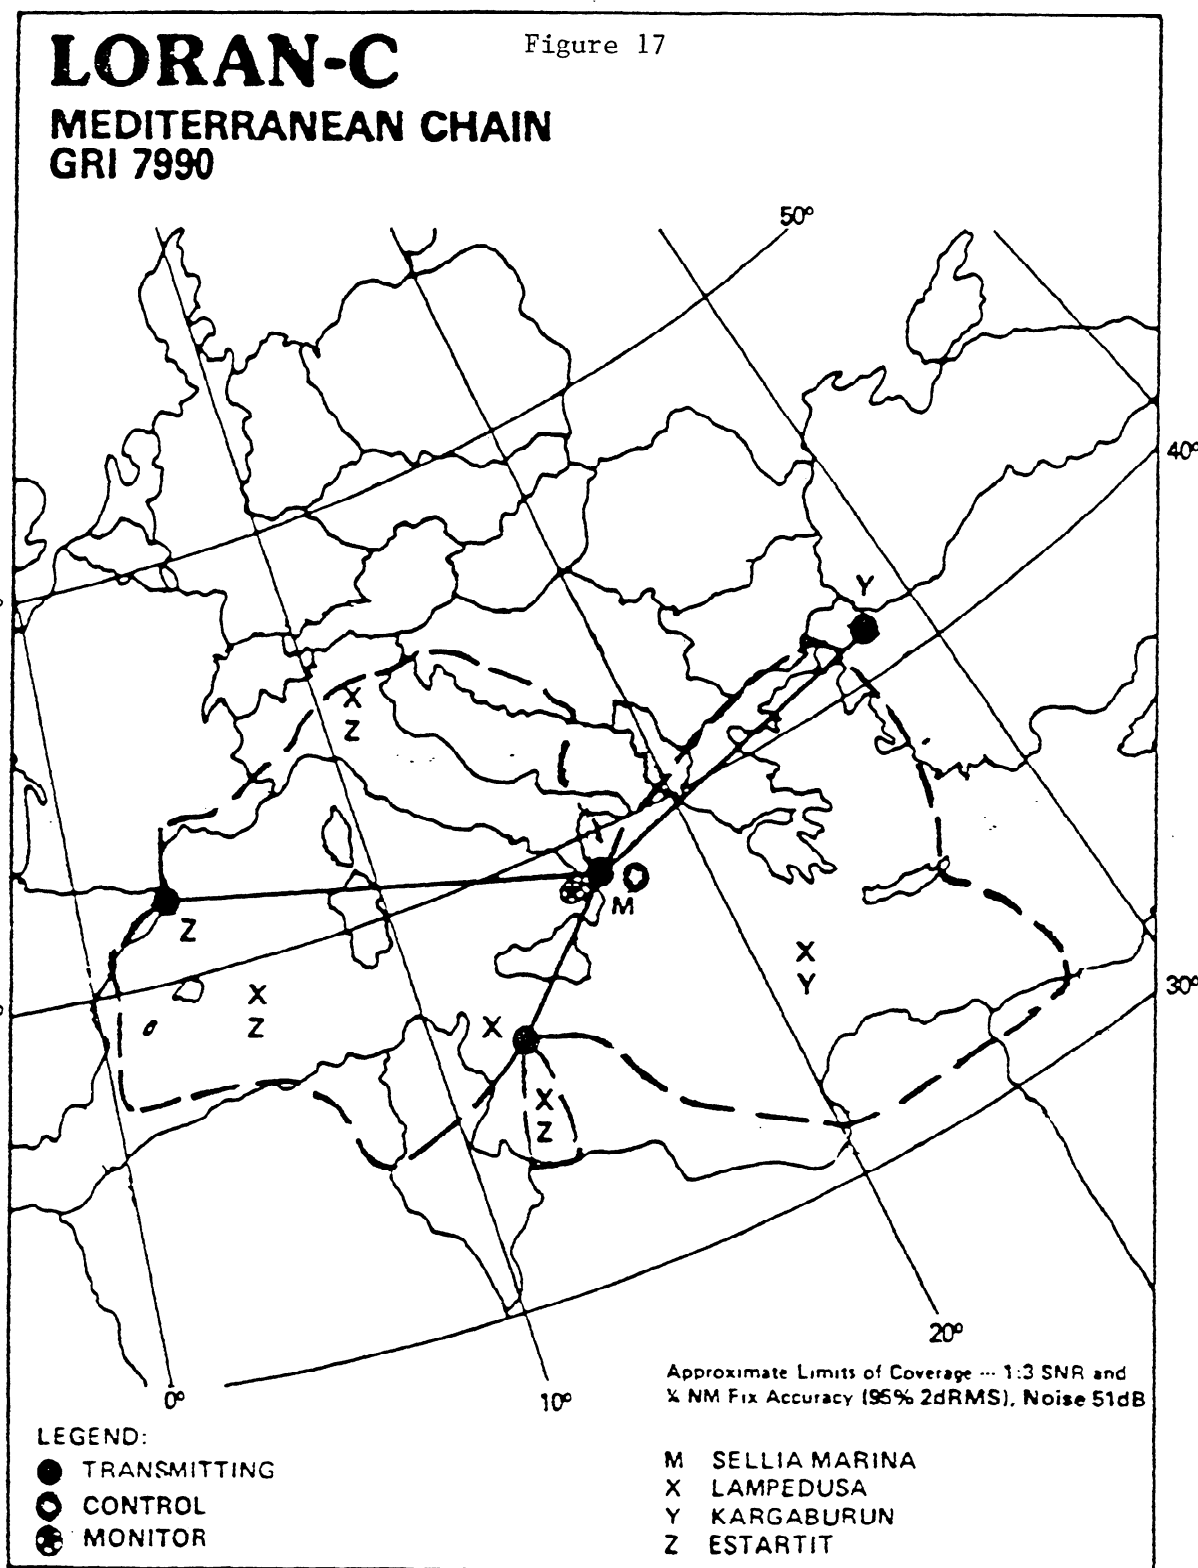 Figure 17
LORAN-C
MEDITERRANEAN CHAIN
GRI 7990
50°
40°
Y
X
Z
M
Z
X
Y
30°
X
Z
X
X
Z
20°
0°
10°
Approximate Limits of Coverage --- 1:3 SNR and
¼ NM Fix Accuracy (95% 2dRMS), Noise 51dB
LEGEND:
TRANSMITTING
CONTROL
MONITOR
M SELLIA MARINA
X LAMPEDUSA
Y KARGABURUN
Z ESTARTIT